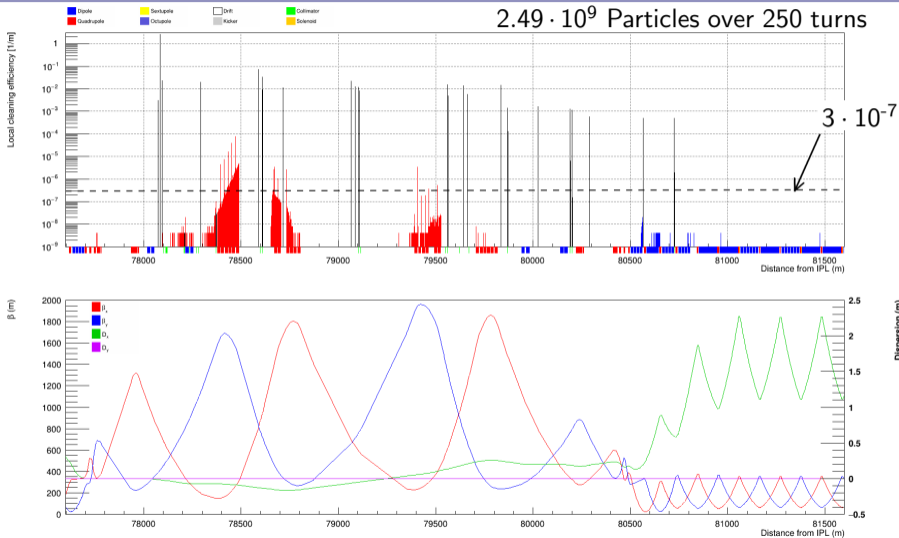 2.49 · 10⁹ Particles over 250 turns
Dipole
Sextupole
Drift
Collimator
Quadrupole
Octupole
Kicker
Solenoid
Local cleaning efficiency [1/m]
1
10⁻¹
10⁻²
10⁻³
10⁻⁴
10⁻⁵
10⁻⁶
10⁻⁷
10⁻⁸
10⁻⁹
3 · 10⁻⁷
78000 78500 79000 79500 80000 80500 81000 81500
Distance from IPL (m)
β (m)
2000
1800
1600
1400
1200
1000
800
600
400
200
0
βₓ
βᵧ
Dₓ
Dᵧ
2.5
2
1.5
1
0.5
0
−0.5
Dispersion (m)
78000 78500 79000 79500 80000 80500 81000 81500
Distance from IPL (m)